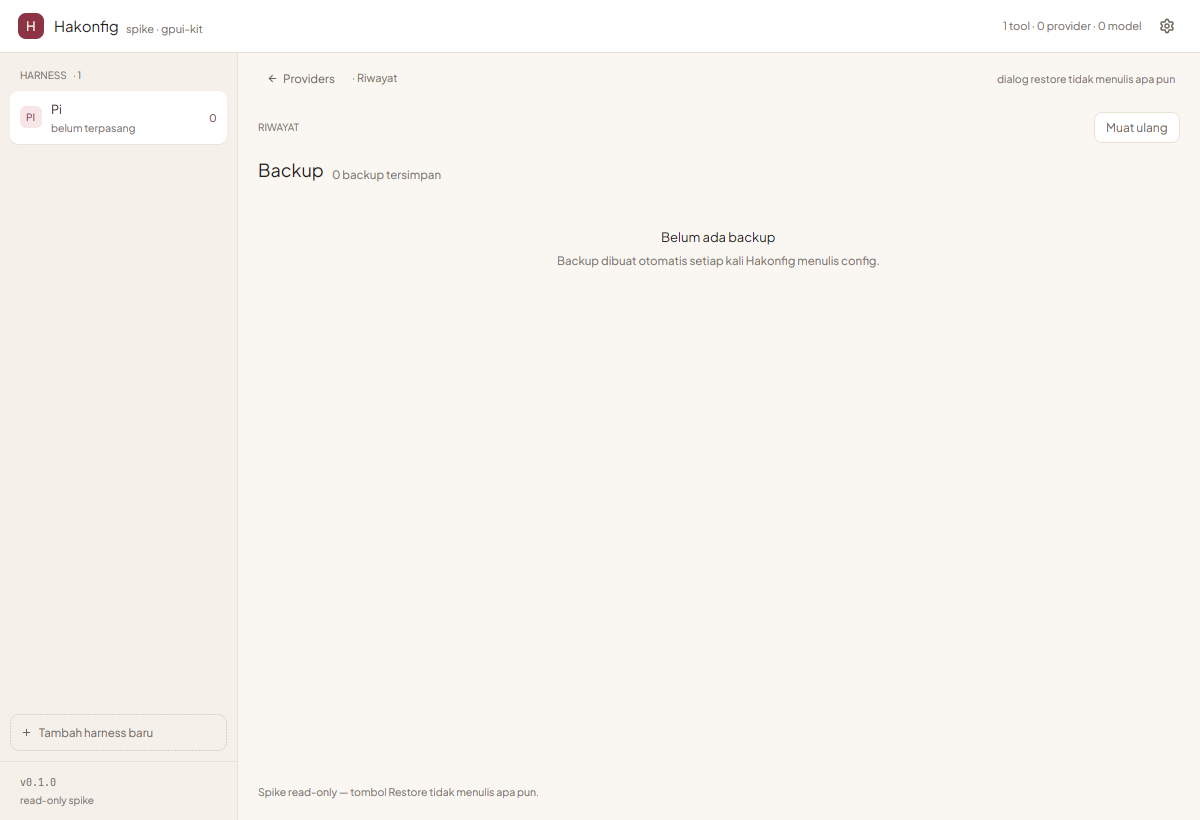 H Hakonfig spike · gpui-kit
1 tool · 0 provider · 0 model
HARNESS · 1
PI Pi
belum terpasang
0
+ Tambah harness baru
v0.1.0
read-only spike
← Providers · Riwayat
dialog restore tidak menulis apa pun
RIWAYAT
Muat ulang
Backup 0 backup tersimpan
Belum ada backup
Backup dibuat otomatis setiap kali Hakonfig menulis config.
Spike read-only — tombol Restore tidak menulis apa pun.